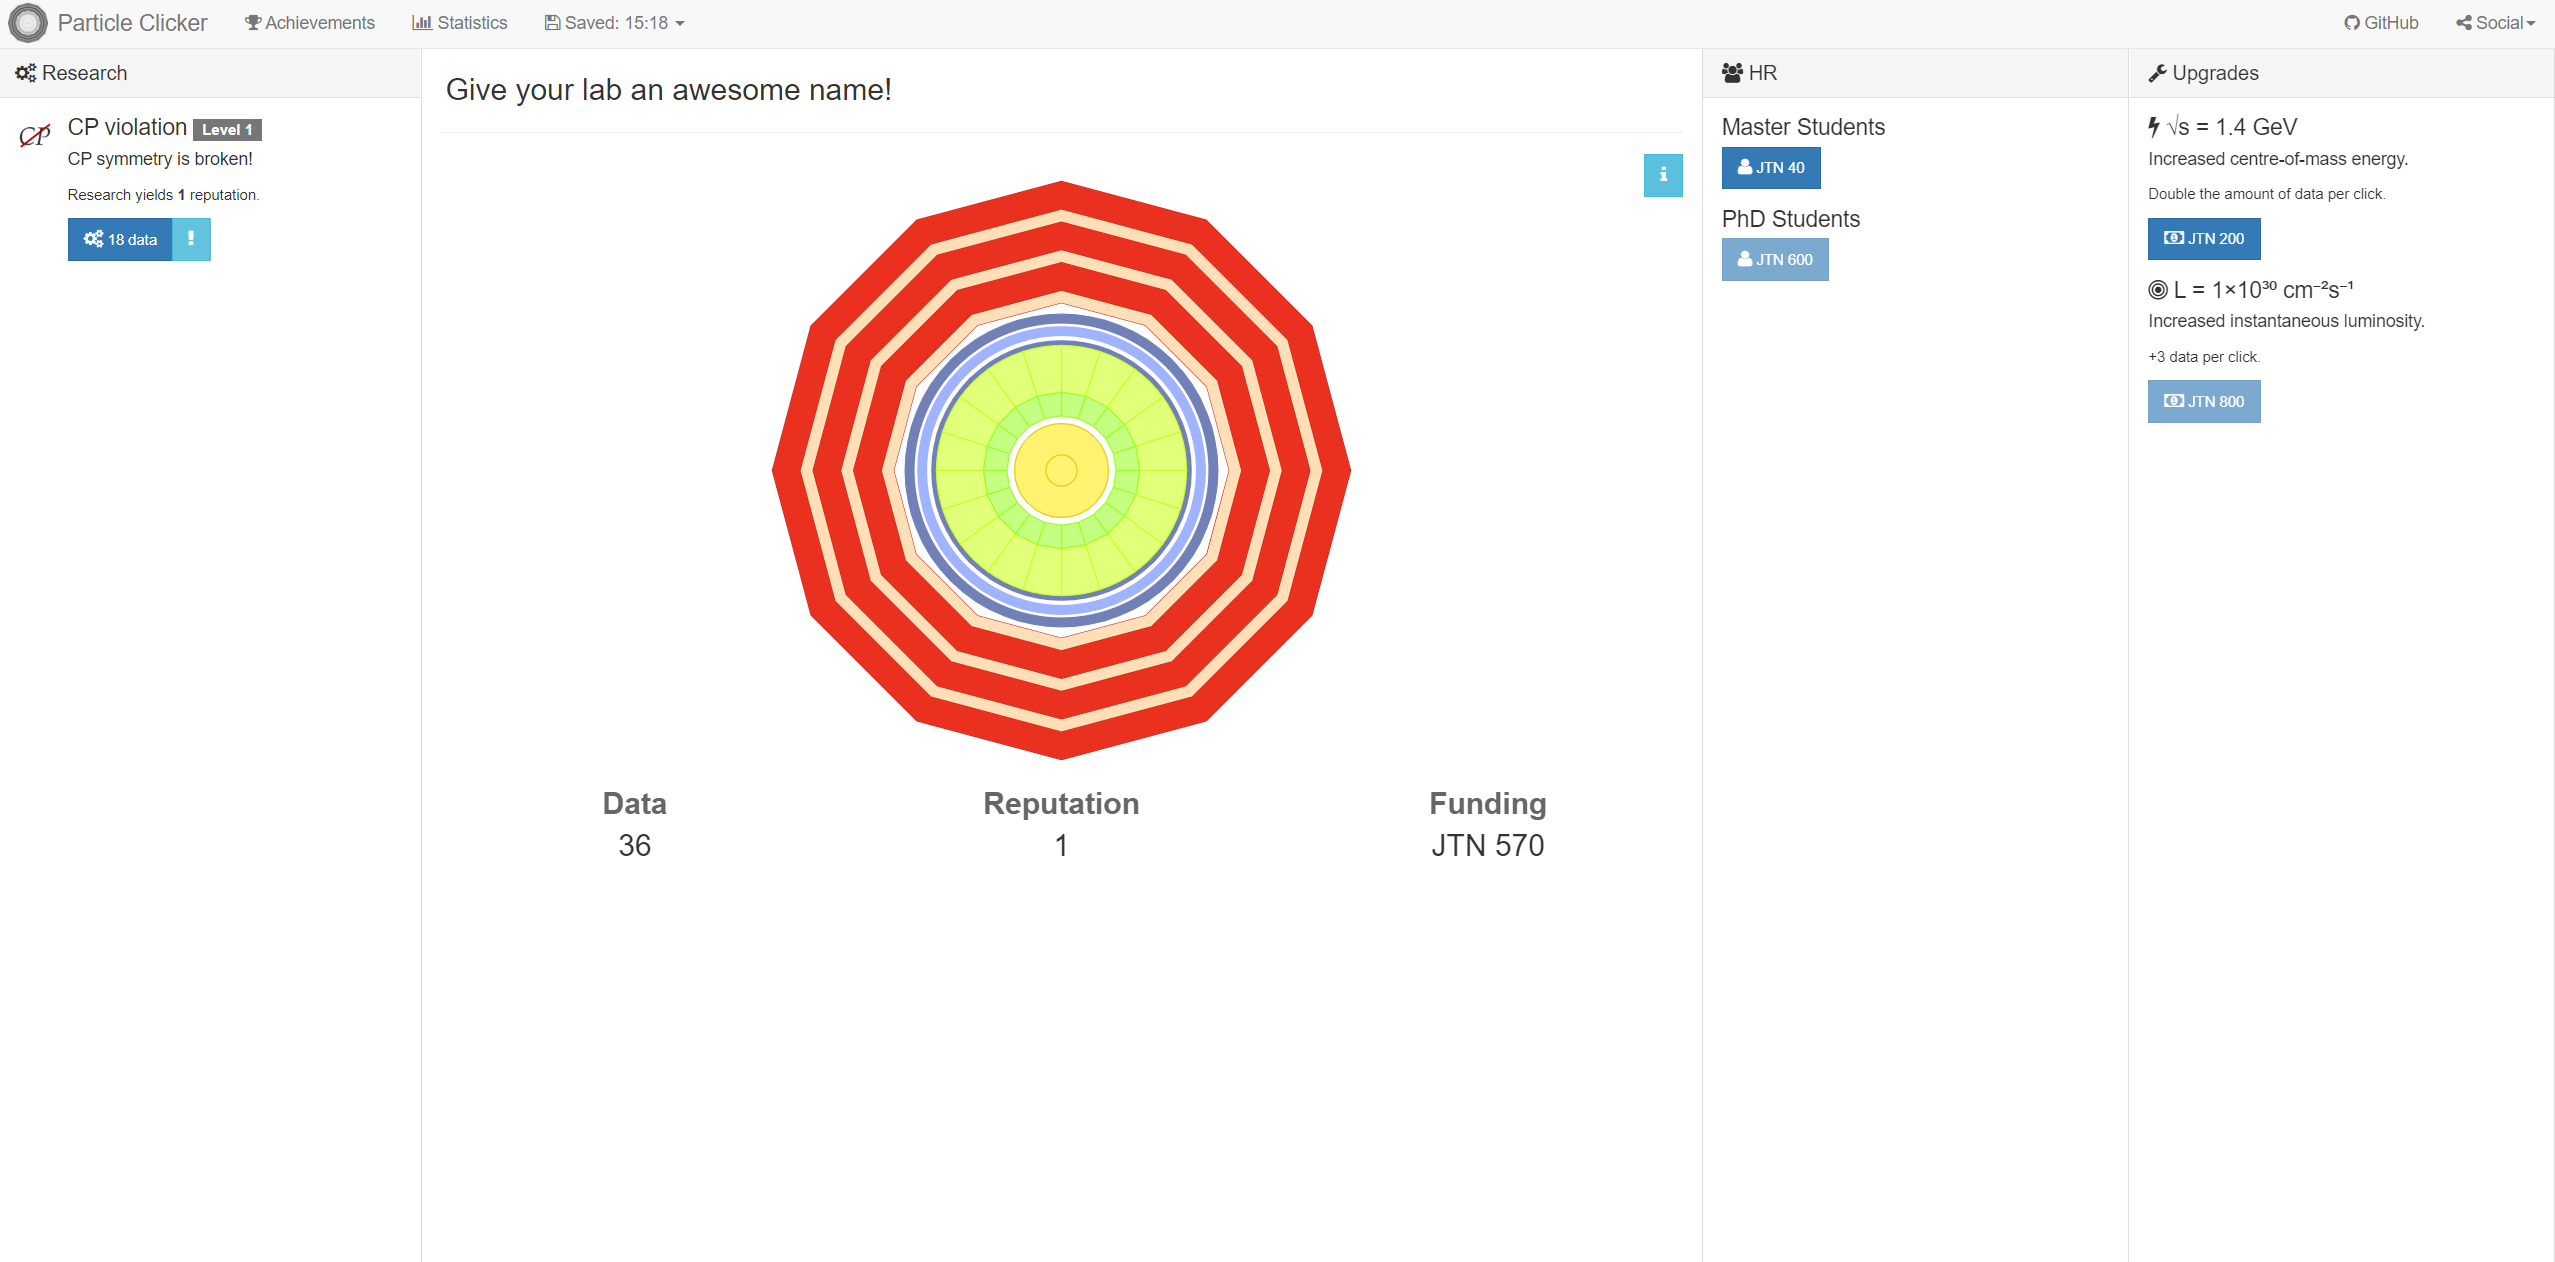 Particle Clicker Achievements Statistics Saved: 15:18 GitHub Social
Research
CP CP violation Level 1
CP symmetry is broken!
Research yields 1 reputation.
18 data
Give your lab an awesome name!
Data Reputation Funding
36 1 JTN 570
HR
Master Students
JTN 40
PhD Students
JTN 600
Upgrades
√s = 1.4 GeV
Increased centre-of-mass energy.
Double the amount of data per click.
JTN 200
L = 1×10³⁰ cm⁻²s⁻¹
Increased instantaneous luminosity.
+3 data per click.
JTN 800